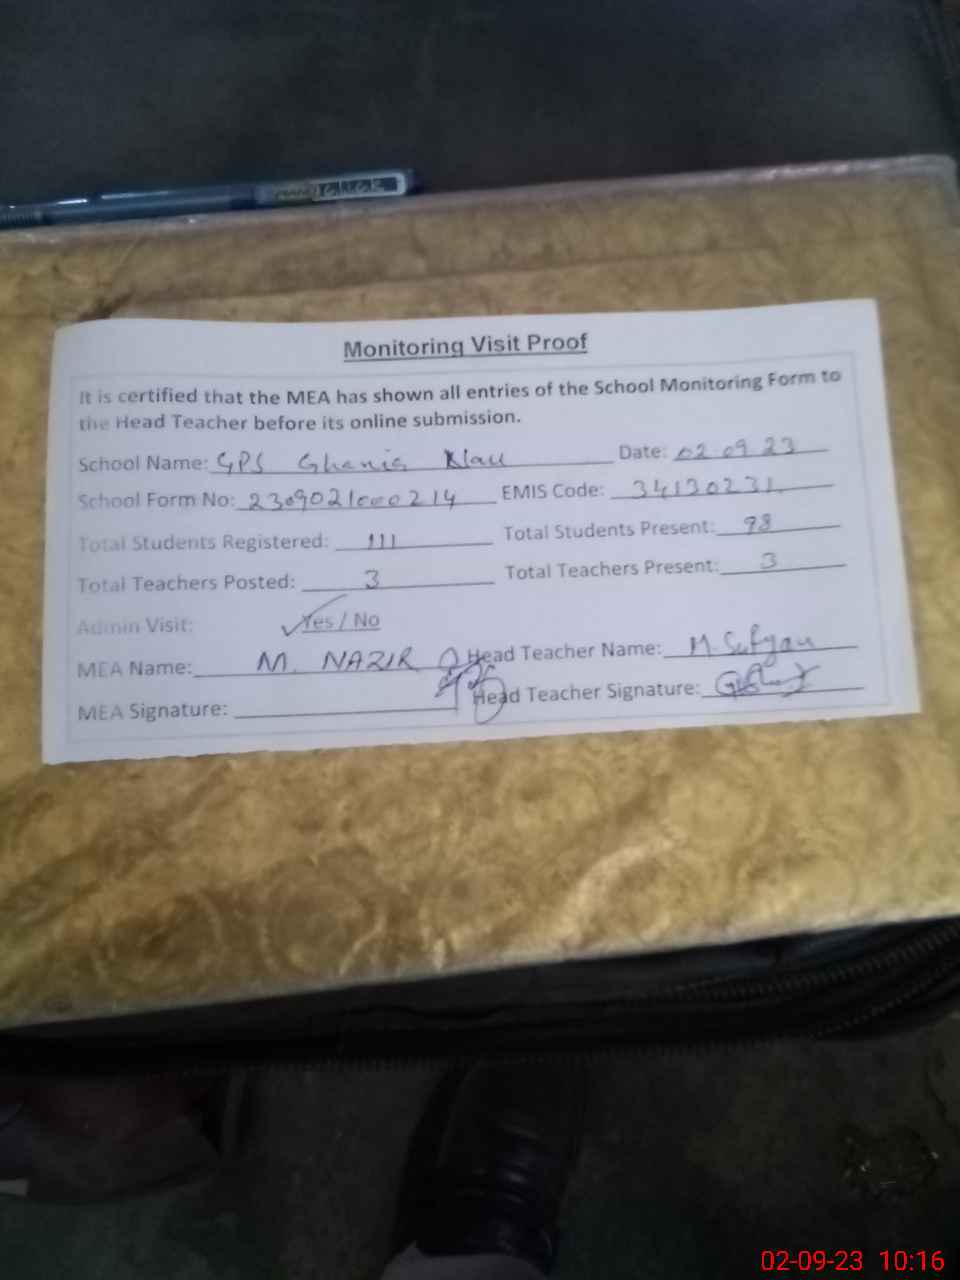 PIANO CLICK
Monitoring Visit Proof
It is certified that the MEA has shown all entries of the School Monitoring Form to
the Head Teacher before its online submission.
School Name: GPS Date: 02.09.23
School Form No: 2309021000214 EMIS Code: 34130231
Total Students Registered: 111 Total Students Present: 98
Total Teachers Posted: 3 Total Teachers Present: 3
Admin Visit: Yes / No
MEA Name: M. NAZIR Head Teacher Name: M. Sufyan
MEA Signature: Head Teacher Signature:
02-09-23 10:16